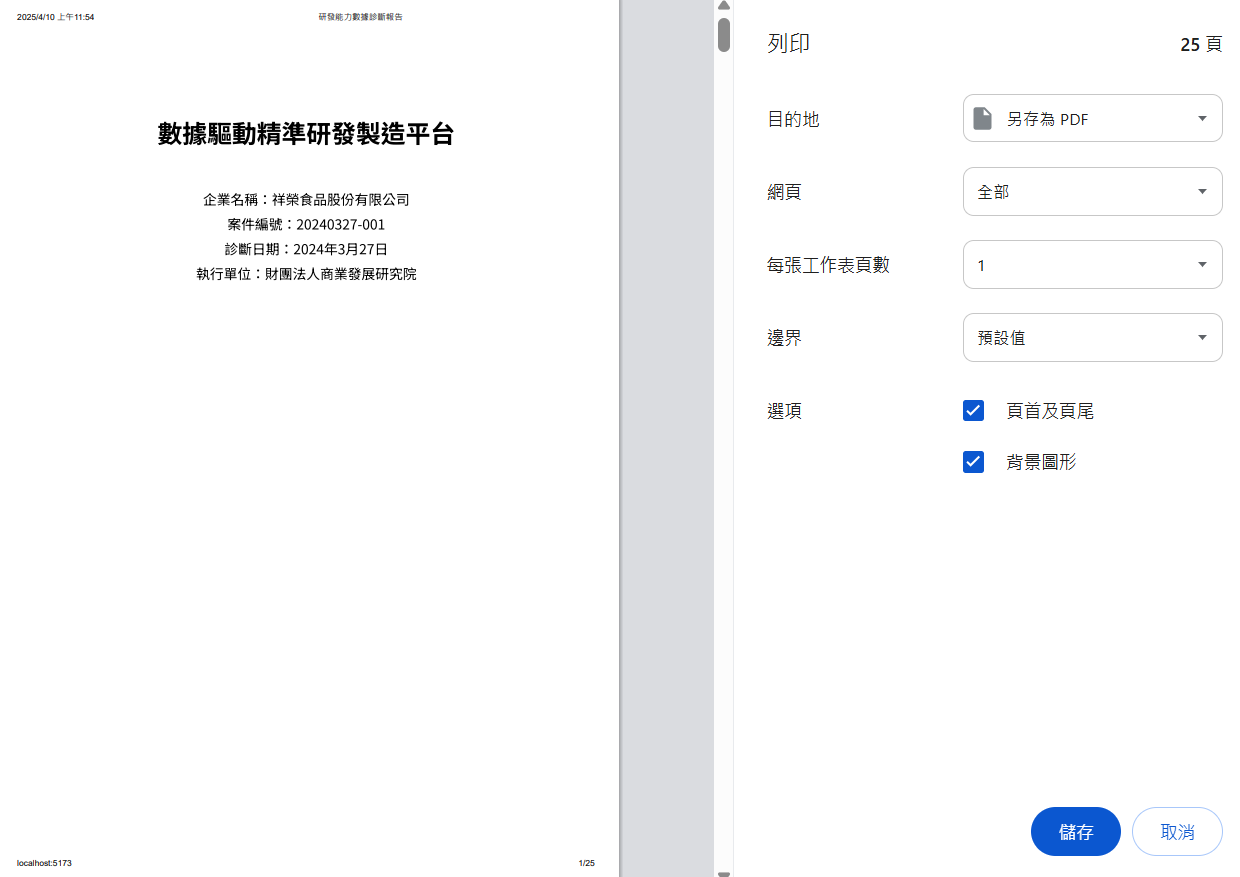 2025/4/10 上午11:54
研發能力數據診斷報告
數據驅動精準研發製造平台
企業名稱：祥榮食品股份有限公司
案件編號：20240327-001
診斷日期：2024年3月27日
執行單位：財團法人商業發展研究院
localhost:5173
1/25
列印
25 頁
目的地
另存為 PDF
網頁
全部
每張工作表頁數
1
邊界
預設值
選項
頁首及頁尾
背景圖形
儲存
取消